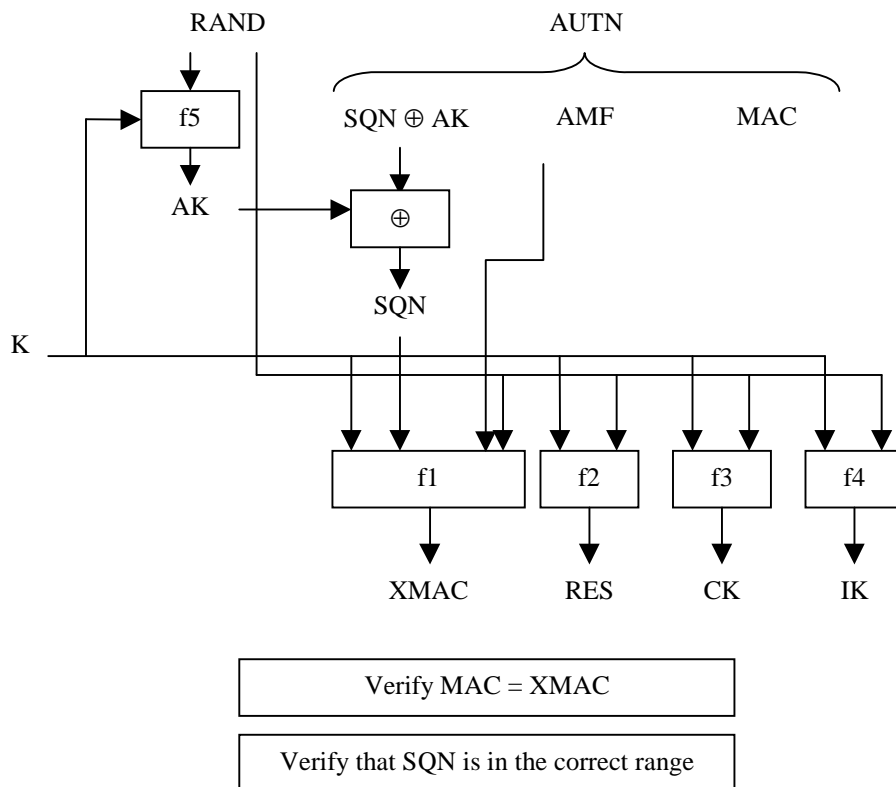 RAND AUTN
f5 SQN ⊕ AK AMF MAC
AK ⊕
SQN
K
f1 f2 f3 f4
XMAC RES CK IK
Verify MAC = XMAC
Verify that SQN is in the correct range